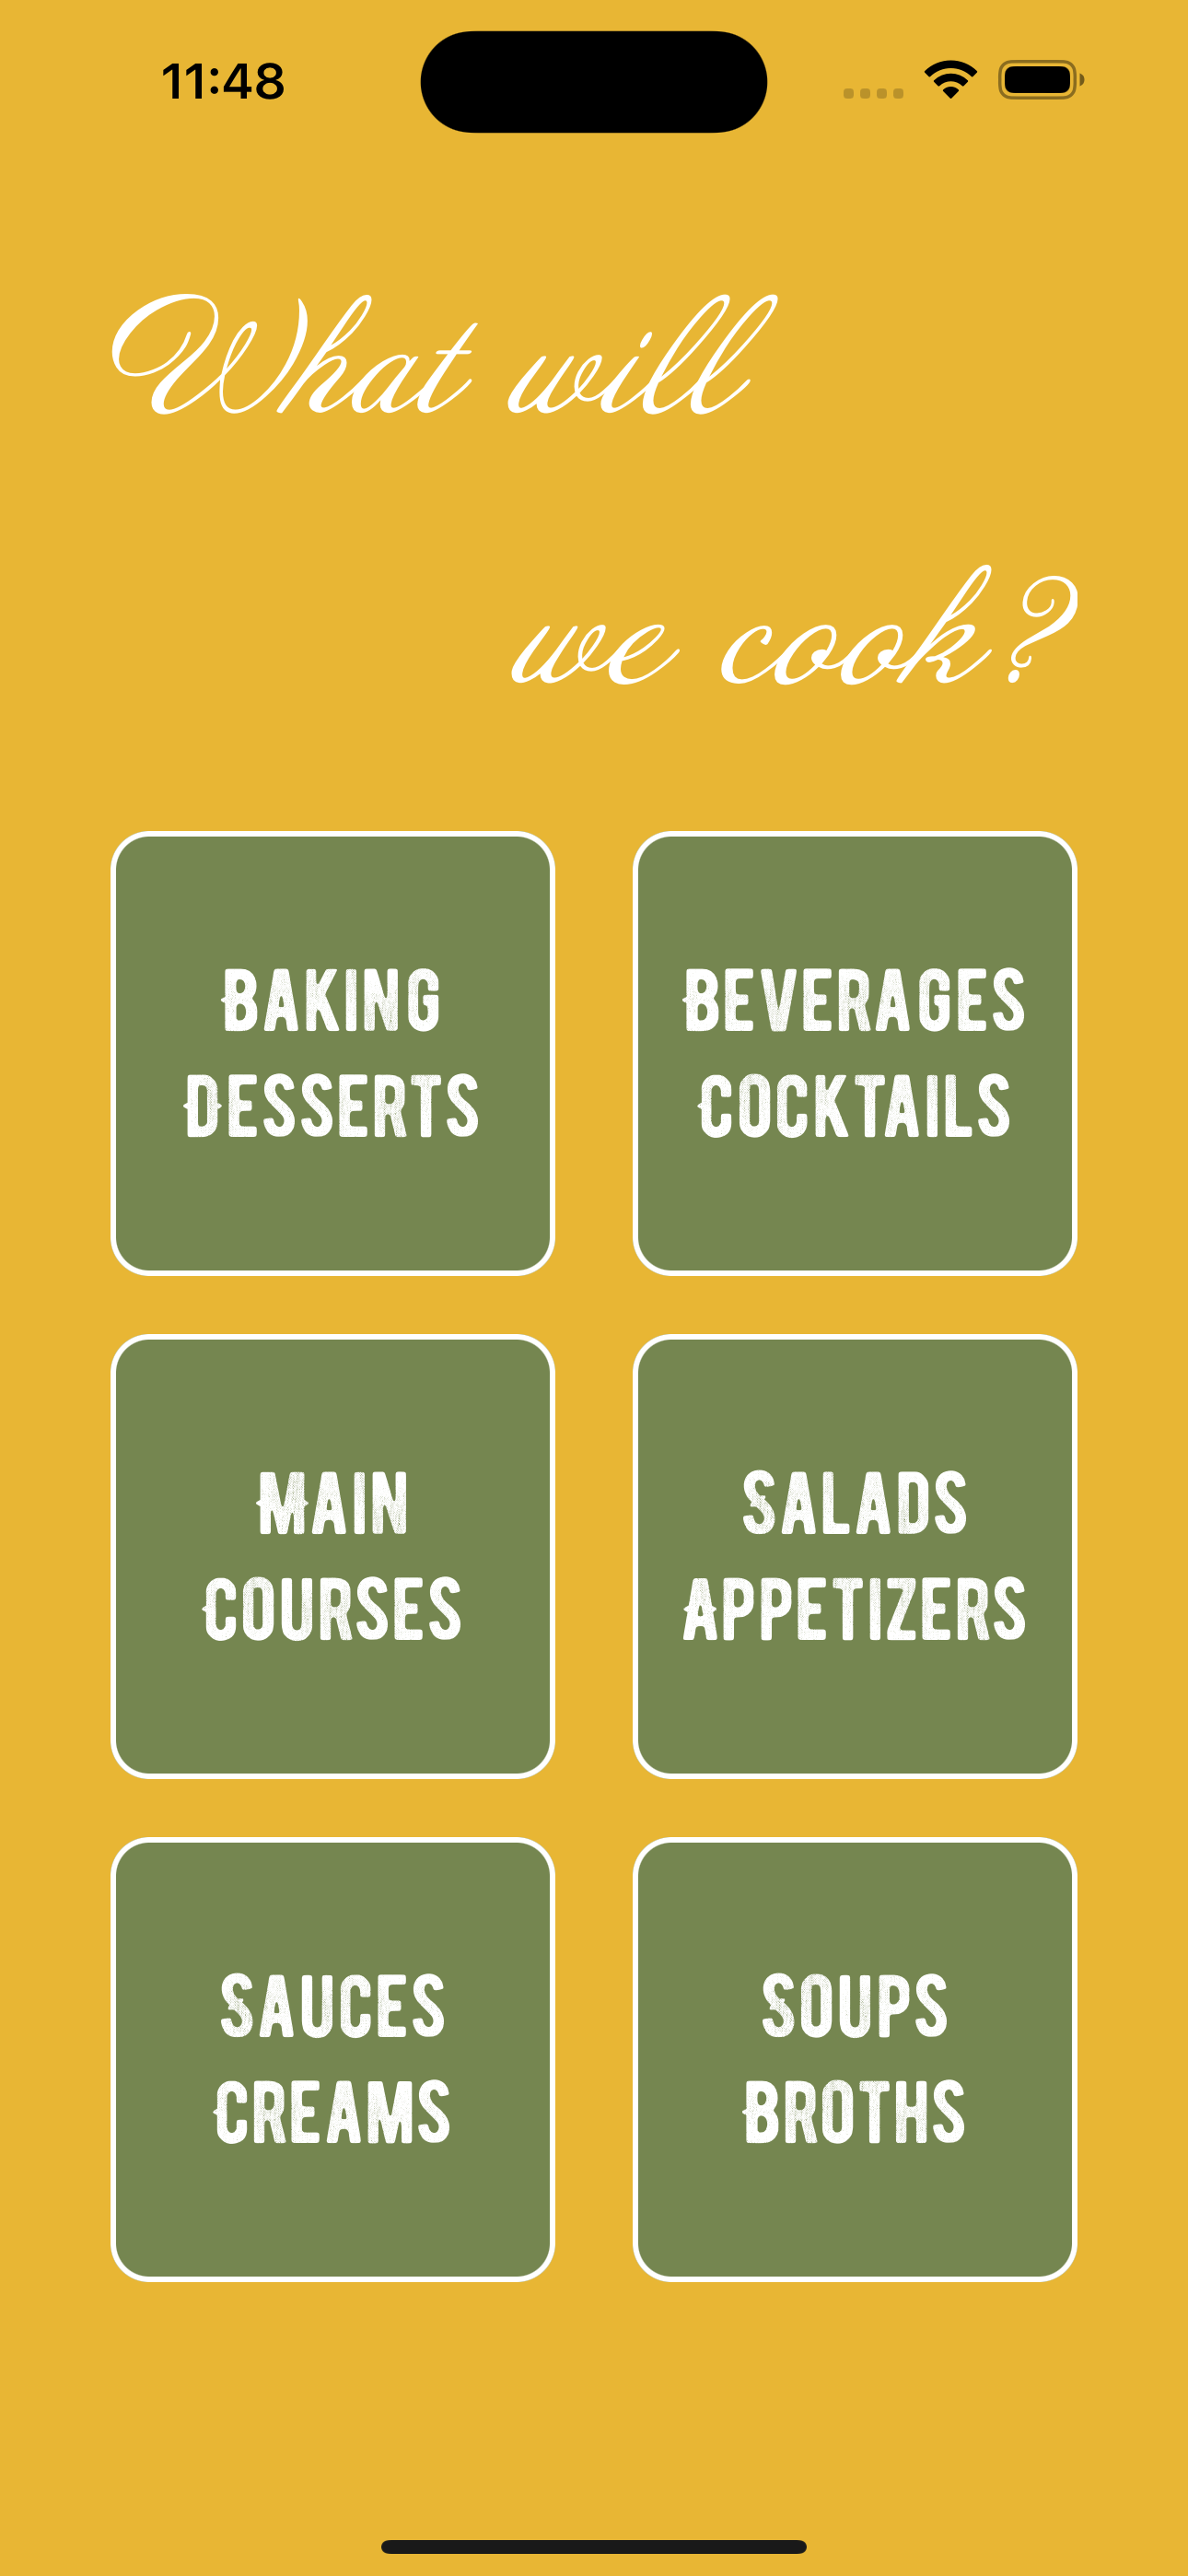 11:48
What will
we cook?
Baking
Desserts
Beverages
Cocktails
Main
Courses
Salads
Appetizers
Sauces
Creams
Soups
Broths